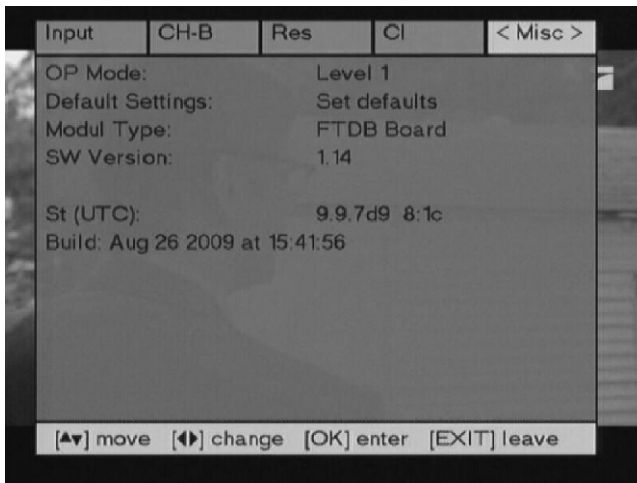 Input CH-B Res CI < Misc >
OP Mode: Level 1
Default Settings: Set defaults
Modul Type: FTDB Board
SW Version: 1.14
St (UTC): 9.9.7d9 8:1c
Build: Aug 26 2009 at 15:41:56
[▲▼] move [◀▶] change [OK] enter [EXIT] leave